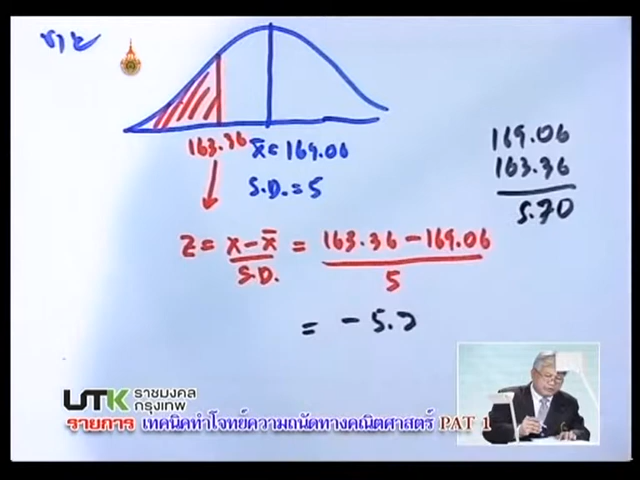 ชาย
163.36 x̄ = 169.06
S.D. = 5
169.06
163.36
5.70
z = x - x̄ / S.D. = 163.36 - 169.06 / 5
= - 5.7
UTK ราชมงคล
กรุงเทพ
รายการ เทคนิคทำโจทย์ความถนัดทางคณิตศาสตร์ PAT 1